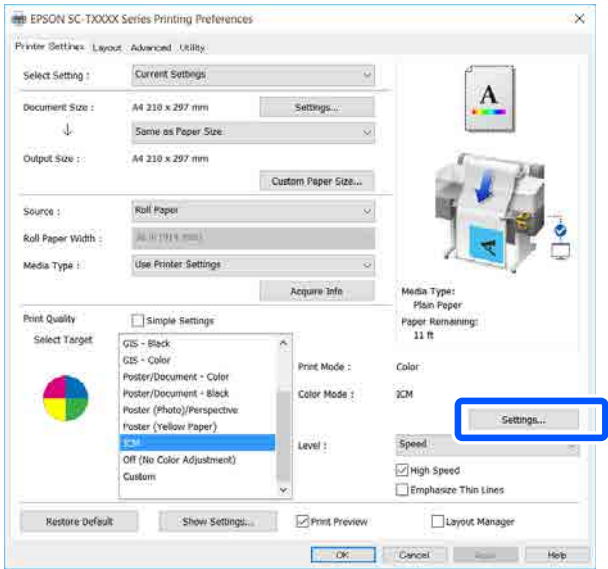 EPSON SC-TXXXX Series Printing Preferences
Printer Settings Layout Advanced Utility
Select Setting : Current Settings
Document Size : A4 210 x 297 mm Settings...
Same as Paper Size
Output Size : A4 210 x 297 mm
Custom Paper Size...
Source : Roll Paper
Roll Paper Width :
Media Type : Use Printer Settings
Acquire Info
A
Media Type:
Plain Paper
Paper Remaining:
11 ft
Print Quality Simple Settings
Select Target
GIS - Black
GIS - Color
Poster/Document - Color
Poster/Document - Black
Poster (Photo)/Perspective
Poster (Yellow Paper)
ICM
Off (No Color Adjustment)
Custom
Print Mode : Color
Color Mode : ICM
Settings...
Level : Speed
High Speed
Emphasize Thin Lines
Restore Default Show Settings... Print Preview Layout Manager
OK Cancel Apply Help